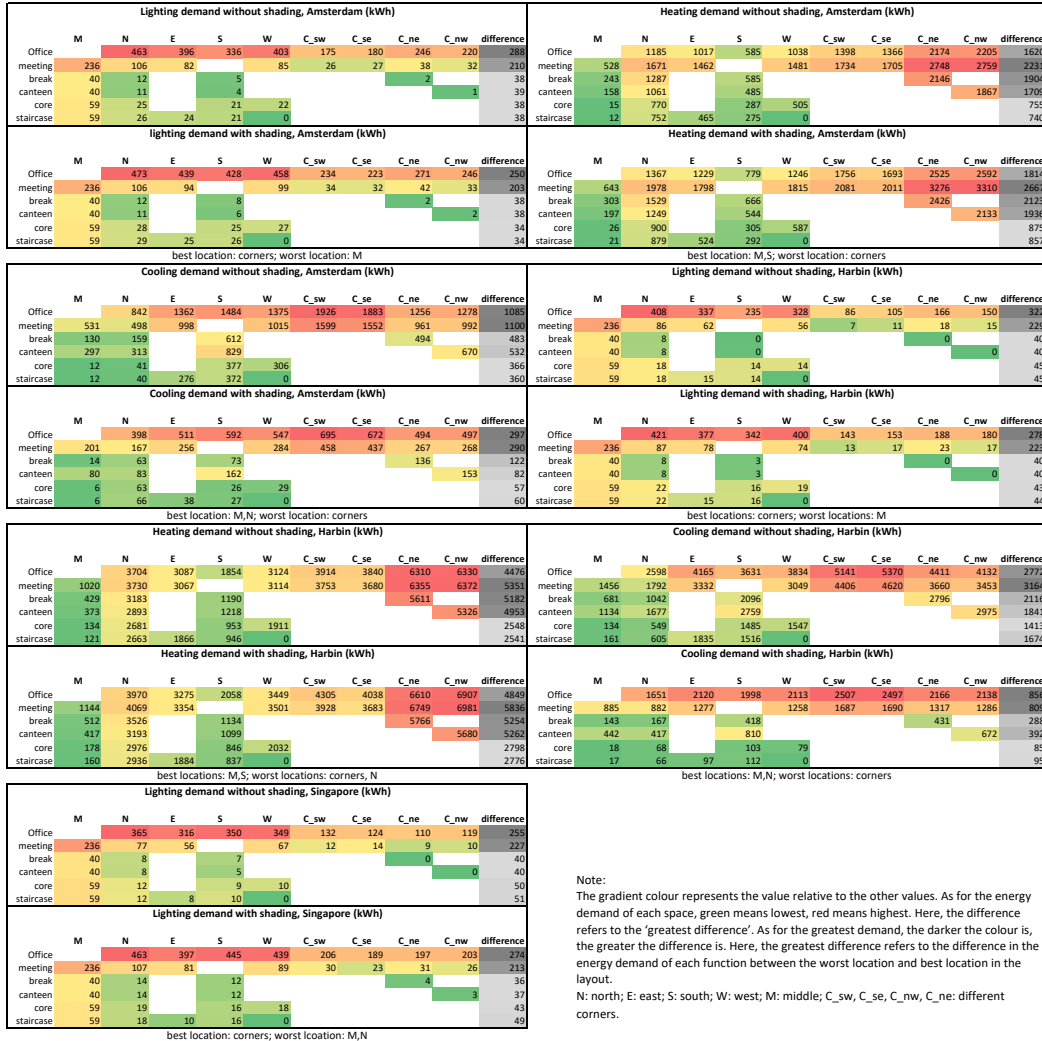 Lighting demand without shading, Amsterdam (kWh)
M N E S W C_sw C_se C_ne C_nw difference
Office 463 396 336 403 175 180 246 220 288
meeting 236 106 82 85 26 27 38 32 210
break 40 12 5 2 38
canteen 40 11 4 1 39
core 59 25 21 22 38
staircase 59 26 24 21 0 38
lighting demand with shading, Amsterdam (kWh)
M N E S W C_sw C_se C_ne C_nw difference
Office 473 439 428 458 234 223 271 246 250
meeting 236 106 94 99 34 32 42 33 203
break 40 12 8 2 38
canteen 40 11 6 2 38
core 59 28 25 27 34
staircase 59 29 25 26 0 34
best location: corners; worst location: M
Heating demand without shading, Amsterdam (kWh)
M N E S W C_sw C_se C_ne C_nw difference
Office 1185 1017 585 1038 1398 1366 2174 2205 1620
meeting 528 1671 1462 1481 1734 1705 2748 2759 2231
break 243 1287 585 2146 1904
canteen 158 1061 485 1867 1709
core 15 770 287 505 755
staircase 12 752 465 275 0 740
Heating demand with shading, Amsterdam (kWh)
M N E S W C_sw C_se C_ne C_nw difference
Office 1367 1229 779 1246 1756 1693 2525 2592 1814
meeting 643 1978 1798 1815 2081 2011 3276 3310 2667
break 303 1529 666 2426 2123
canteen 197 1249 544 2133 1936
core 26 900 305 587 875
staircase 21 879 524 292 0 857
best location: M,S; worst location: corners
Cooling demand without shading, Amsterdam (kWh)
M N E S W C_sw C_se C_ne C_nw difference
Office 842 1362 1484 1375 1926 1883 1256 1278 1085
meeting 531 498 998 1015 1599 1552 961 992 1100
break 130 159 612 494 483
canteen 297 313 829 670 532
core 12 41 377 306 366
staircase 12 40 276 372 0 360
Cooling demand with shading, Amsterdam (kWh)
M N E S W C_sw C_se C_ne C_nw difference
Office 398 511 592 547 695 672 494 497 297
meeting 201 167 256 284 458 437 267 268 290
break 14 63 73 136 122
canteen 80 83 162 153 82
core 6 63 26 29 57
staircase 6 66 38 27 0 60
best location: M,N; worst location: corners
Lighting demand without shading, Harbin (kWh)
M N E S W C_sw C_se C_ne C_nw difference
Office 408 337 235 328 86 105 166 150 322
meeting 236 86 62 56 7 11 18 15 229
break 40 8 0 0 40
canteen 40 8 0 0 40
core 59 18 14 14 45
staircase 59 18 15 14 0 45
Lighting demand with shading, Harbin (kWh)
M N E S W C_sw C_se C_ne C_nw difference
Office 421 377 342 400 143 153 188 180 278
meeting 236 87 78 74 13 17 23 17 223
break 40 8 3 0 40
canteen 40 8 3 0 40
core 59 22 16 19 43
staircase 59 22 15 16 0 44
best locations: corners; worst locations: M
Heating demand without shading, Harbin (kWh)
M N E S W C_sw C_se C_ne C_nw difference
Office 3704 3087 1854 3124 3914 3840 6310 6330 4476
meeting 1020 3730 3067 3114 3753 3680 6355 6372 5351
break 429 3183 1190 5611 5182
canteen 373 2893 1218 5326 4953
core 134 2681 953 1911 2548
staircase 121 2663 1866 946 0 2541
Heating demand with shading, Harbin (kWh)
M N E S W C_sw C_se C_ne C_nw difference
Office 3970 3275 2058 3449 4305 4038 6610 6907 4849
meeting 1144 4069 3354 3501 3928 3683 6749 6981 5836
break 512 3526 1134 5766 5254
canteen 417 3193 1099 5680 5262
core 178 2976 846 2032 2798
staircase 160 2936 1884 837 0 2776
best locations: M,S; worst locations: corners, N
Cooling demand without shading, Harbin (kWh)
M N E S W C_sw C_se C_ne C_nw difference
Office 2598 4165 3631 3834 5141 5370 4411 4132 2772
meeting 1456 1792 3332 3049 4406 4620 3660 3453 3164
break 681 1042 2096 2796 2116
canteen 1134 1677 2759 2975 1841
core 134 549 1485 1547 1413
staircase 161 605 1835 1516 0 1674
Cooling demand with shading, Harbin (kWh)
M N E S W C_sw C_se C_ne C_nw difference
Office 1651 2120 1998 2113 2507 2497 2166 2138 856
meeting 885 882 1277 1258 1687 1690 1317 1286 809
break 143 167 418 431 288
canteen 442 417 810 672 392
core 18 68 103 79 85
staircase 17 66 97 112 0 95
best locations: M,N; worst locations: corners
Lighting demand without shading, Singapore (kWh)
M N E S W C_sw C_se C_ne C_nw difference
Office 365 316 350 349 132 124 110 119 255
meeting 236 77 56 67 12 14 9 10 227
break 40 8 7 0 40
canteen 40 8 5 0 40
core 59 12 9 10 50
staircase 59 12 8 10 0 51
Lighting demand with shading, Singapore (kWh)
M N E S W C_sw C_se C_ne C_nw difference
Office 463 397 445 439 206 189 197 203 274
meeting 236 107 81 89 30 23 31 26 213
break 40 14 12 4 36
canteen 40 14 12 3 37
core 59 19 16 18 43
staircase 59 18 10 16 0 49
best location: corners; worst lcoation: M,N
Note:
The gradient colour represents the value relative to the other values. As for the energy
demand of each space, green means lowest, red means highest. Here, the difference
refers to the 'greatest difference'. As for the greatest demand, the darker the colour is,
the greater the difference is. Here, the greatest difference refers to the difference in the
energy demand of each function between the worst location and best location in the
layout.
N: north; E: east; S: south; W: west; M: middle; C_sw, C_se, C_nw, C_ne: different
corners.